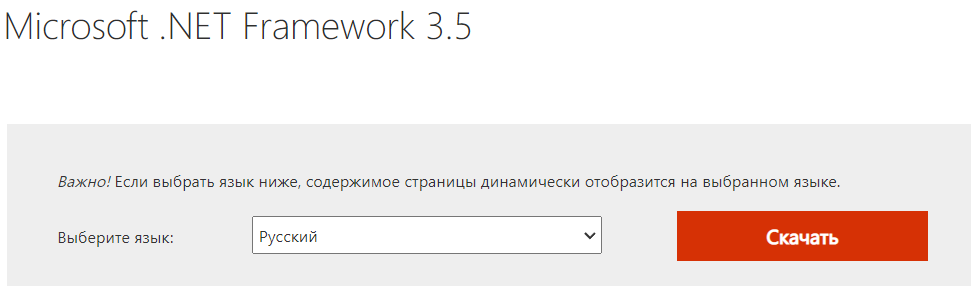 Microsoft .NET Framework 3.5
Важно! Если выбрать язык ниже, содержимое страницы динамически отобразится на выбранном языке.
Выберите язык: Русский Скачать